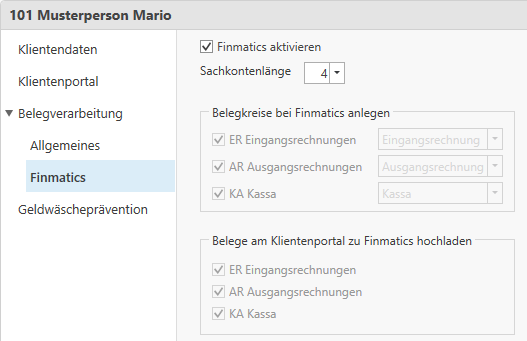 101 Musterperson Mario
Klientendaten
Klientenportal
Belegverarbeitung
Allgemeines
Finmatics
Geldwäscheprävention
Finmatics aktivieren
Sachkontenlänge 4
Belegkreise bei Finmatics anlegen
ER Eingangsrechnungen Eingangsrechnung
AR Ausgangsrechnungen Ausgangsrechnung
KA Kassa Kassa
Belege am Klientenportal zu Finmatics hochladen
ER Eingangsrechnungen
AR Ausgangsrechnungen
KA Kassa